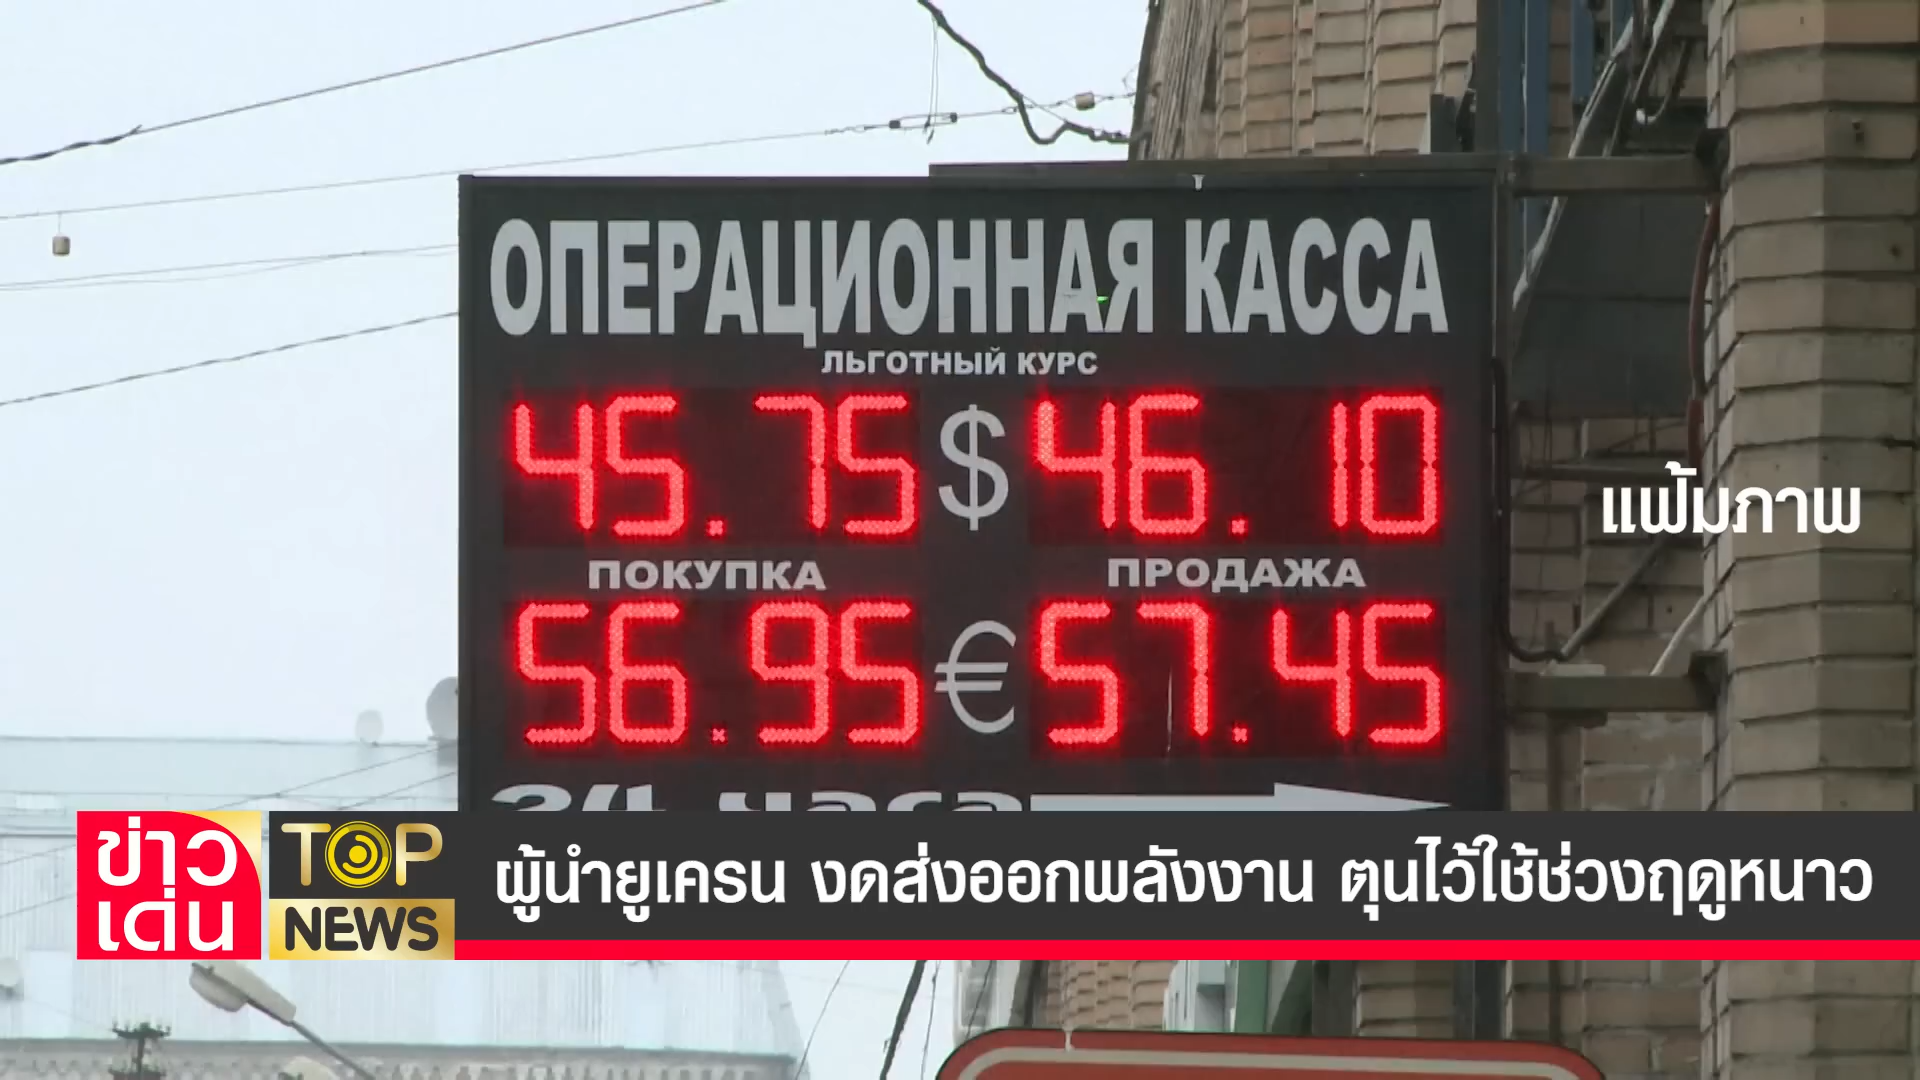 ОПЕРАЦИОННАЯ КАССА
ЛЬГОТНЫЙ КУРС
45.75 $ 46.10
ПОКУПКА ПРОДАЖА
56.95 € 57.45
24 часа
แฟ้มภาพ
ข่าวเด่น
TOP NEWS
ผู้นำยูเครน งดส่งออกพลังงาน ตุนไว้ใช้ช่วงฤดูหนาว